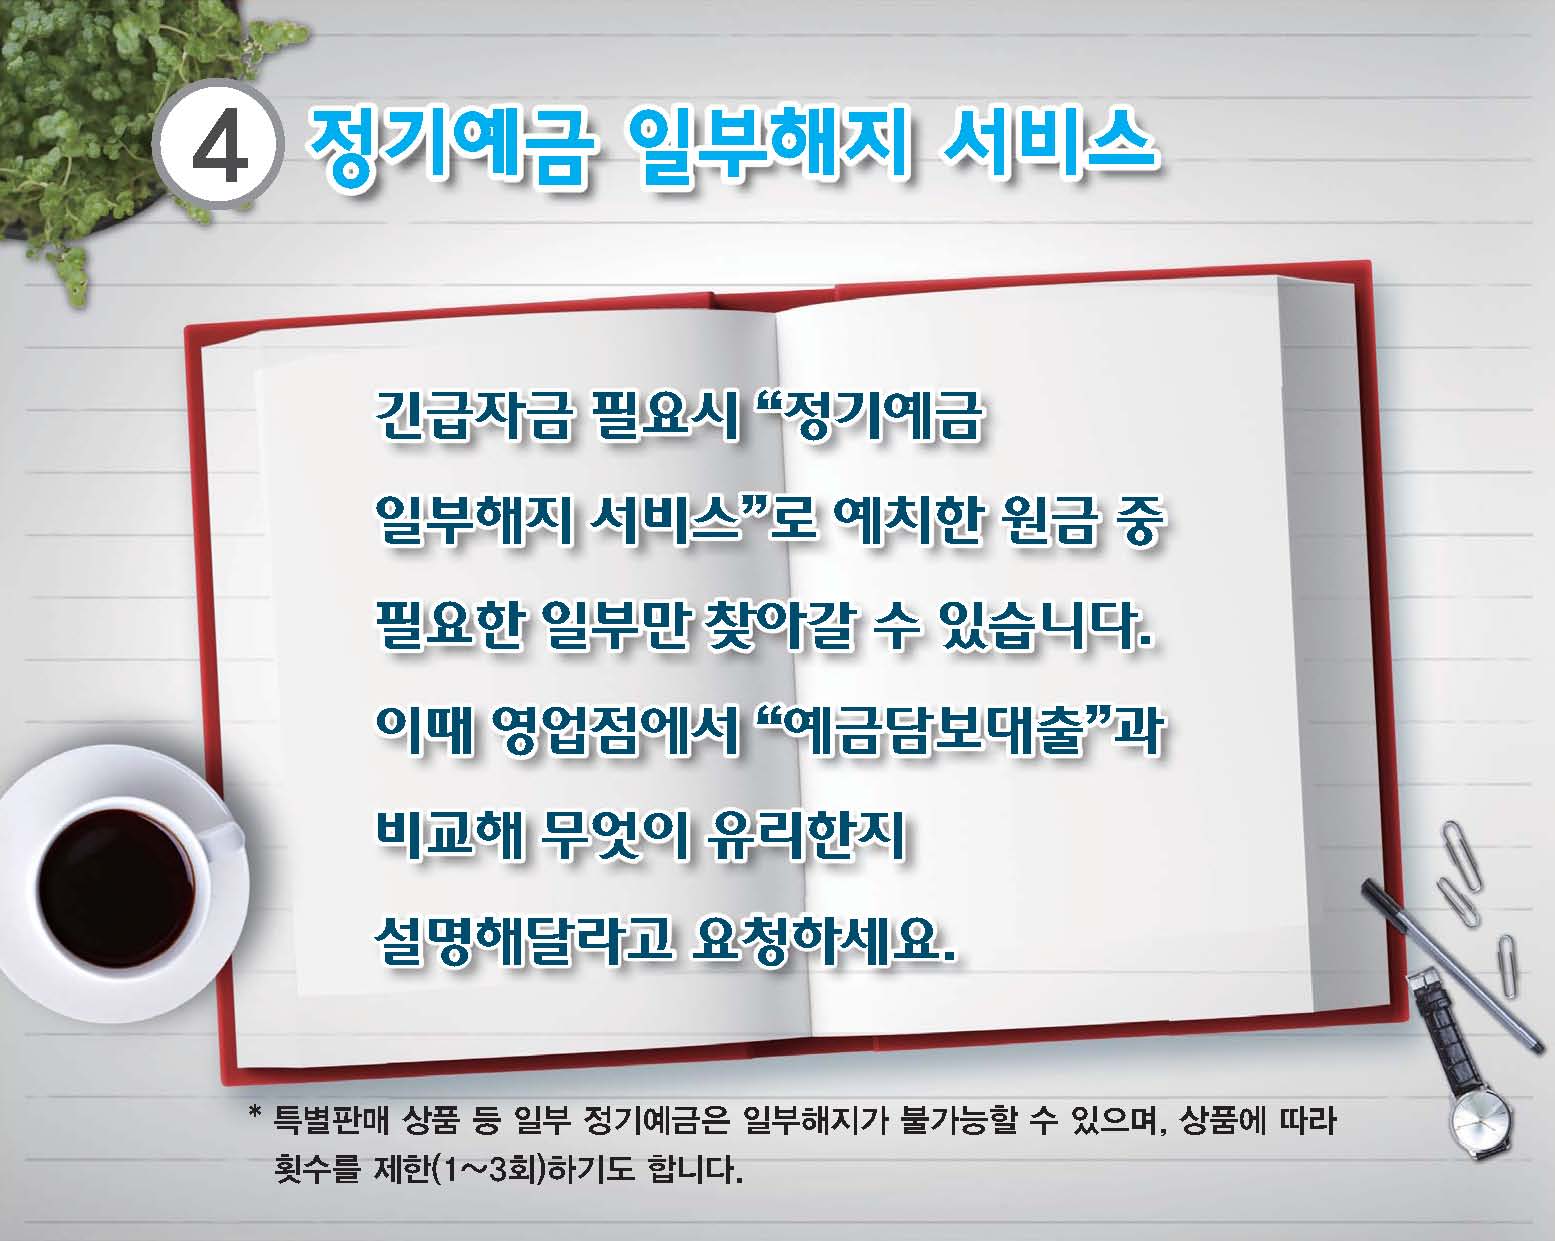 4 정기예금 일부해지 서비스
긴급자금 필요시 “정기예금
일부해지 서비스”로 예치한 원금 중
필요한 일부만 찾아갈 수 있습니다.
이때 영업점에서 “예금담보대출”과
비교해 무엇이 유리한지
설명해달라고 요청하세요.
* 특별판매 상품 등 일부 정기예금은 일부해지가 불가능할 수 있으며, 상품에 따라
횟수를 제한(1～3회)하기도 합니다.